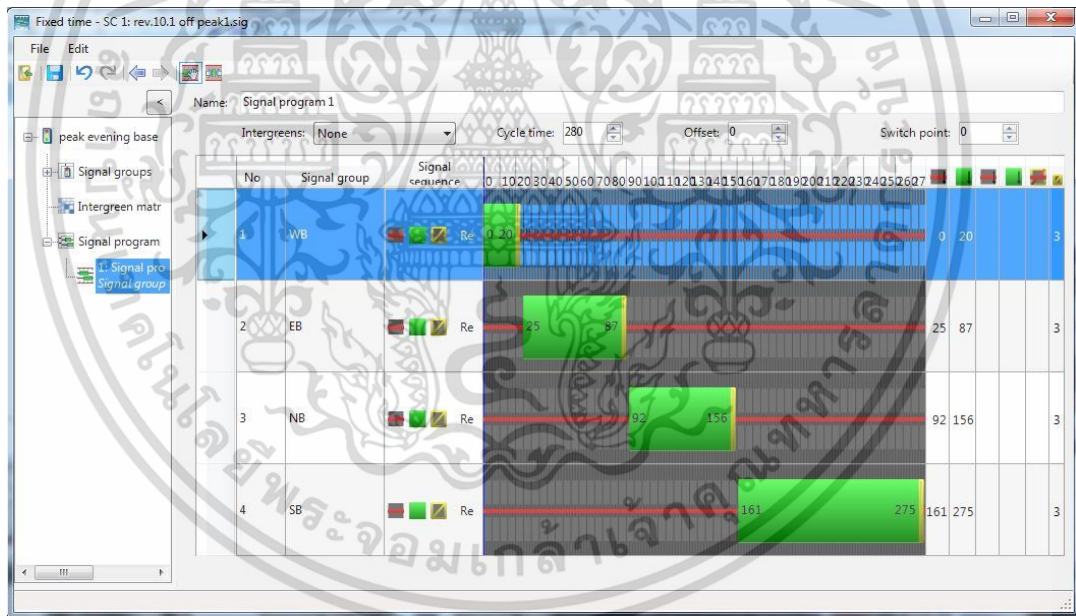 Fixed time - SC 1: rev.10.1 off peak1.sig
File Edit
< Name: Signal program 1
peak evening base
Intergreens: None Cycle time: 280 Offset: 0 Switch point: 0
Signal groups
No Signal group Signal sequence
Intergreen matr
1 WB Re 0 20 0 20 3
Signal program
1: Signal pro
Signal group
2 EB Re 25 87 25 87 3
3 NB Re 92 156 92 156 3
4 SB Re 161 275 161 275 3